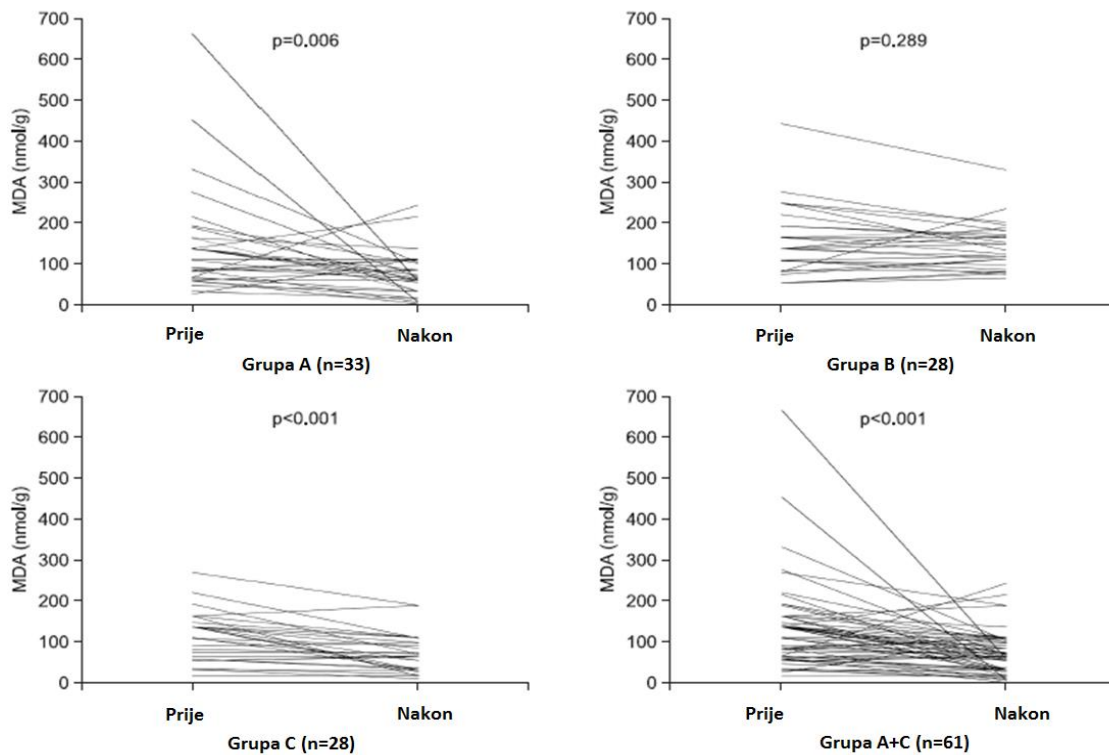 700
600
500
400
300
200
100
0
MDA (nmol/g)
p=0.006
Prije Nakon
Grupa A (n=33)
700
600
500
400
300
200
100
0
MDA (nmol/g)
p=0.289
Prije Nakon
Grupa B (n=28)
700
600
500
400
300
200
100
0
MDA (nmol/g)
p<0.001
Prije Nakon
Grupa C (n=28)
700
600
500
400
300
200
100
0
MDA (nmol/g)
p<0.001
Prije Nakon
Grupa A+C (n=61)